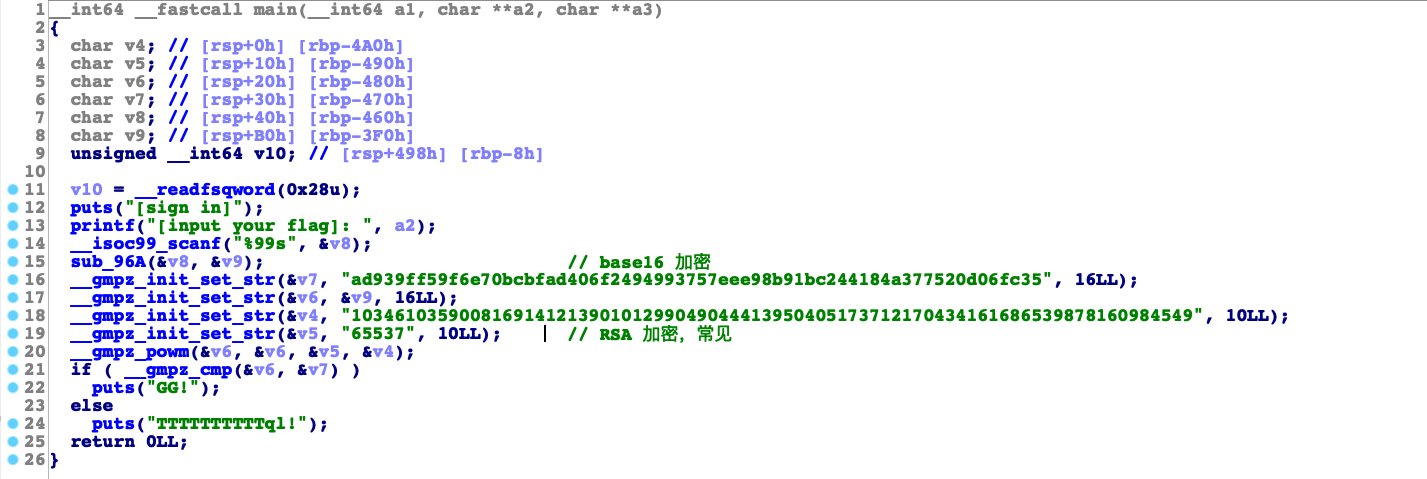 1 __int64 __fastcall main(__int64 a1, char **a2, char **a3)
2 {
3 char v4; // [rsp+0h] [rbp-4A0h]
4 char v5; // [rsp+10h] [rbp-490h]
5 char v6; // [rsp+20h] [rbp-480h]
6 char v7; // [rsp+30h] [rbp-470h]
7 char v8; // [rsp+40h] [rbp-460h]
8 char v9; // [rsp+B0h] [rbp-3F0h]
9 unsigned __int64 v10; // [rsp+498h] [rbp-8h]
10
11 v10 = __readfsqword(0x28u);
12 puts("[sign in]");
13 printf("[input your flag]: ", a2);
14 __isoc99_scanf("%99s", &v8);
15 sub_96A(&v8, &v9); // base16 加密
16 __gmpz_init_set_str(&v7, "ad939ff59f6e70bcbfad406f2494993757eee98b91bc244184a377520d06fc35", 16LL);
17 __gmpz_init_set_str(&v6, &v9, 16LL);
18 __gmpz_init_set_str(&v4, "103461035900816914121390101299049044413950405173712170434161686539878160984549", 10LL);
19 __gmpz_init_set_str(&v5, "65537", 10LL); // RSA 加密，常见
20 __gmpz_powm(&v6, &v6, &v5, &v4);
21 if ( __gmpz_cmp(&v6, &v7) )
22 puts("GG!");
23 else
24 puts("TTTTTTTTTTql!");
25 return 0LL;
26 }